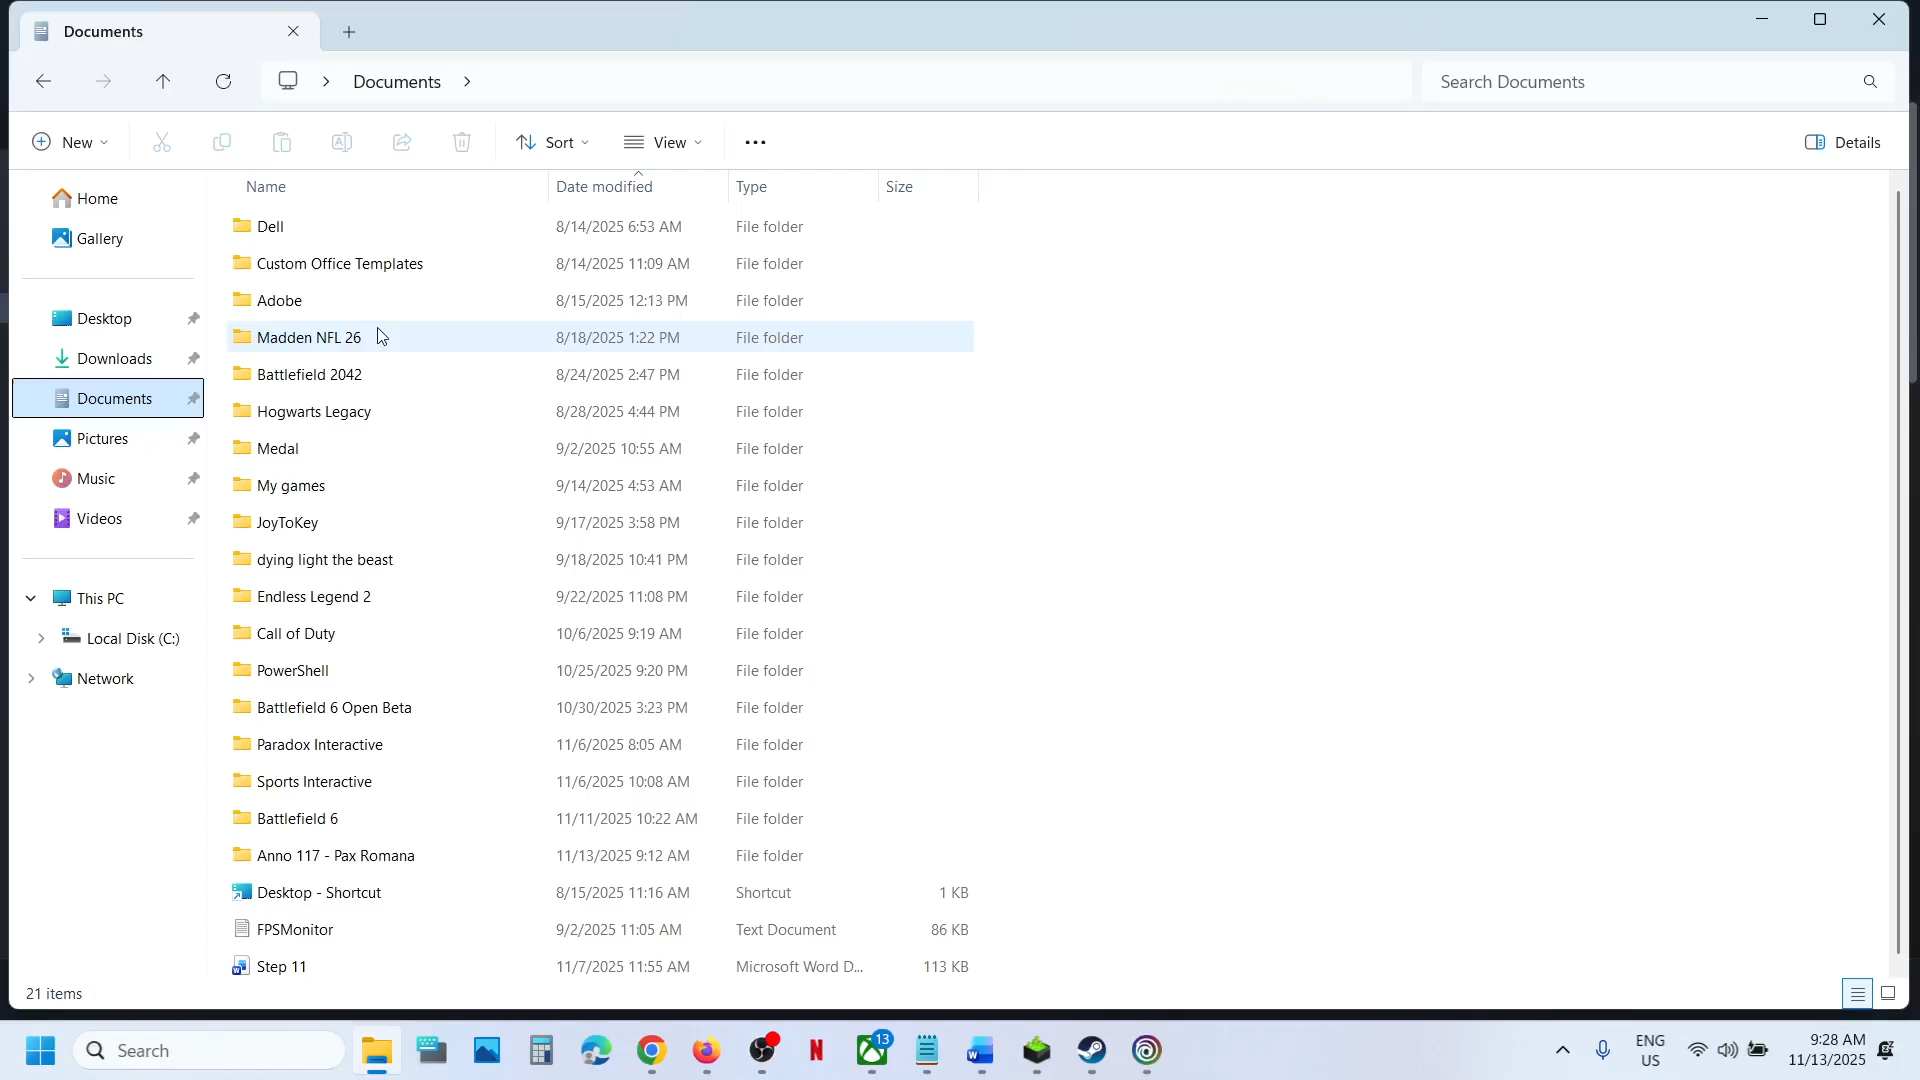 Documents
Documents
Search Documents
New
Sort
View
Details
Name Date modified Type Size
Home
Gallery
Desktop
Downloads
Documents
Pictures
Music
Videos
This PC
Local Disk (C:)
Network
Dell 8/14/2025 6:53 AM File folder
Custom Office Templates 8/14/2025 11:09 AM File folder
Adobe 8/15/2025 12:13 PM File folder
Madden NFL 26 8/18/2025 1:22 PM File folder
Battlefield 2042 8/24/2025 2:47 PM File folder
Hogwarts Legacy 8/28/2025 4:44 PM File folder
Medal 9/2/2025 10:55 AM File folder
My games 9/14/2025 4:53 AM File folder
JoyToKey 9/17/2025 3:58 PM File folder
dying light the beast 9/18/2025 10:41 PM File folder
Endless Legend 2 9/22/2025 11:08 PM File folder
Call of Duty 10/6/2025 9:19 AM File folder
PowerShell 10/25/2025 9:20 PM File folder
Battlefield 6 Open Beta 10/30/2025 3:23 PM File folder
Paradox Interactive 11/6/2025 8:05 AM File folder
Sports Interactive 11/6/2025 10:08 AM File folder
Battlefield 6 11/11/2025 10:22 AM File folder
Anno 117 - Pax Romana 11/13/2025 9:12 AM File folder
Desktop - Shortcut 8/15/2025 11:16 AM Shortcut 1 KB
FPSMonitor 9/2/2025 11:05 AM Text Document 86 KB
Step 11 11/7/2025 11:55 AM Microsoft Word D... 113 KB
21 items
Search
13
ENG
US
9:28 AM
11/13/2025